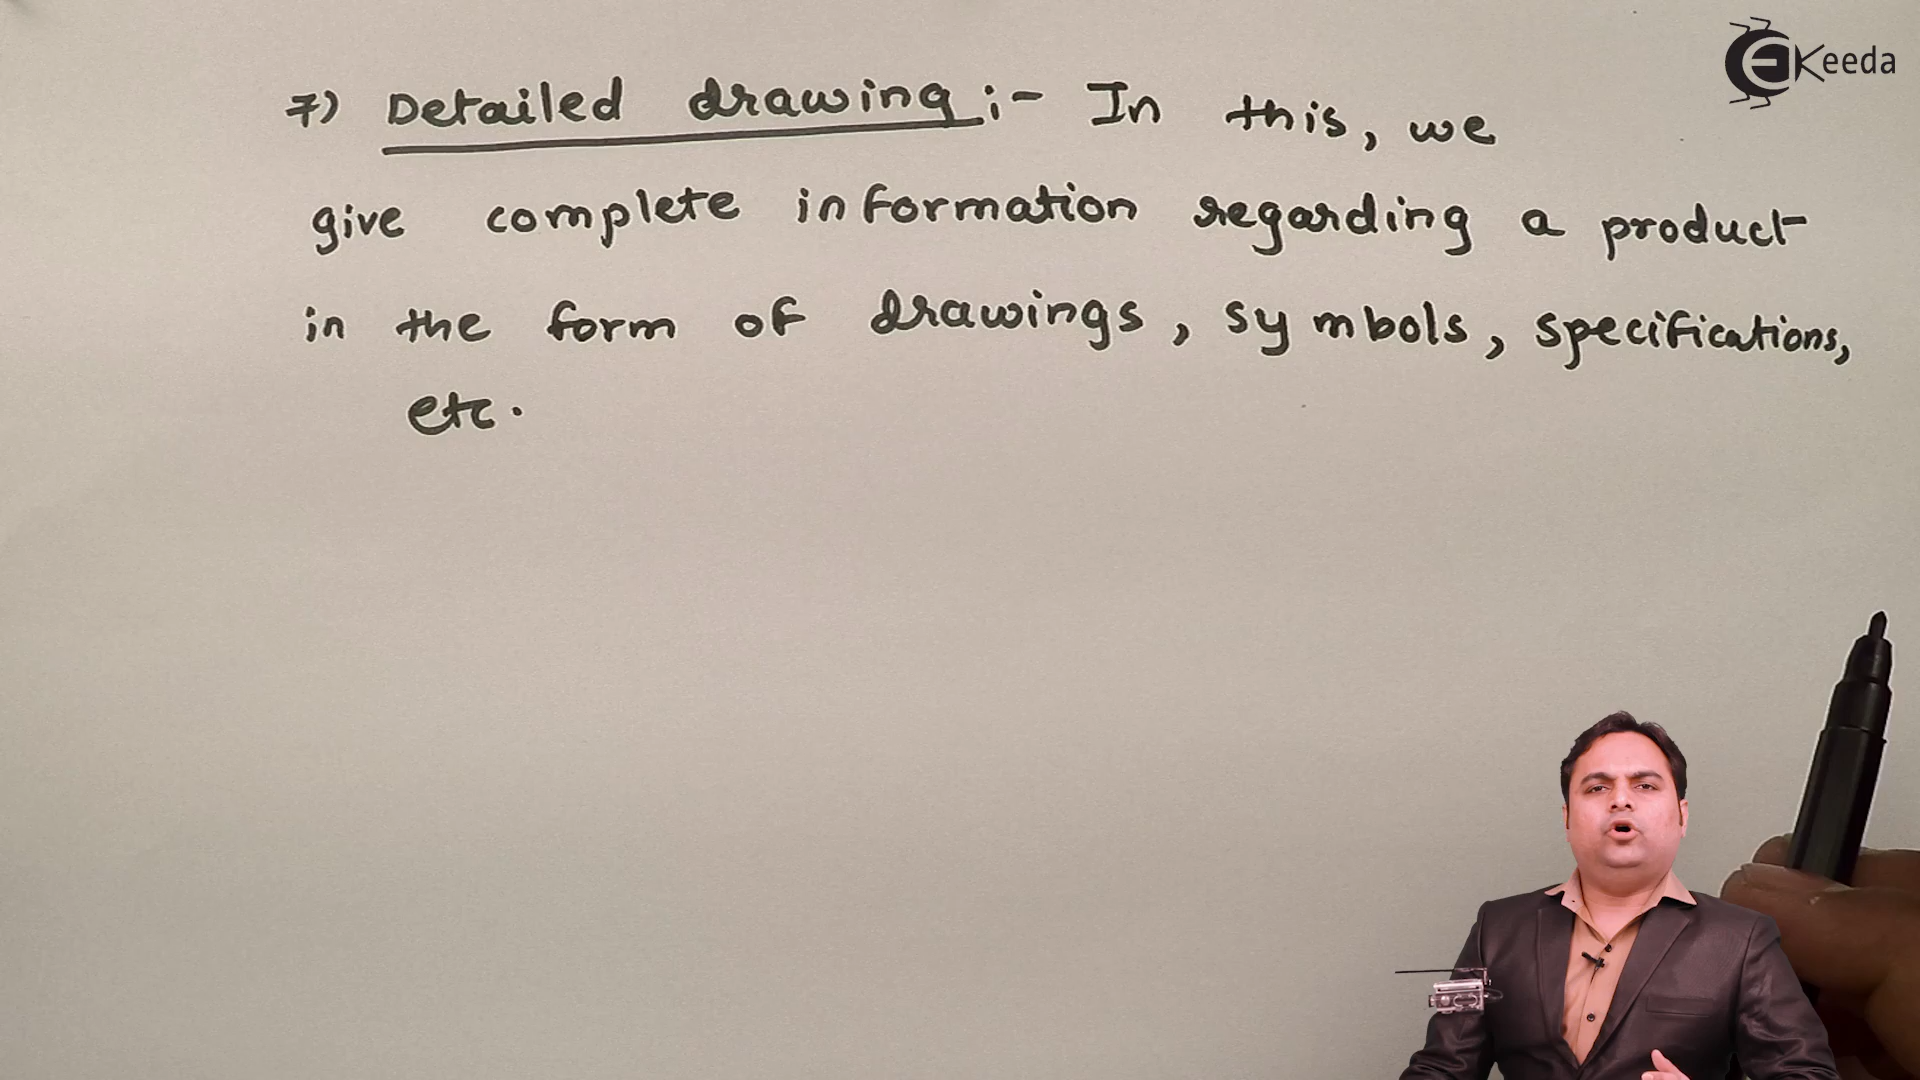 EKeeda
7) Detailed drawing :- In this, we
give complete information regarding a product
in the form of drawings, symbols, specifications,
etc.